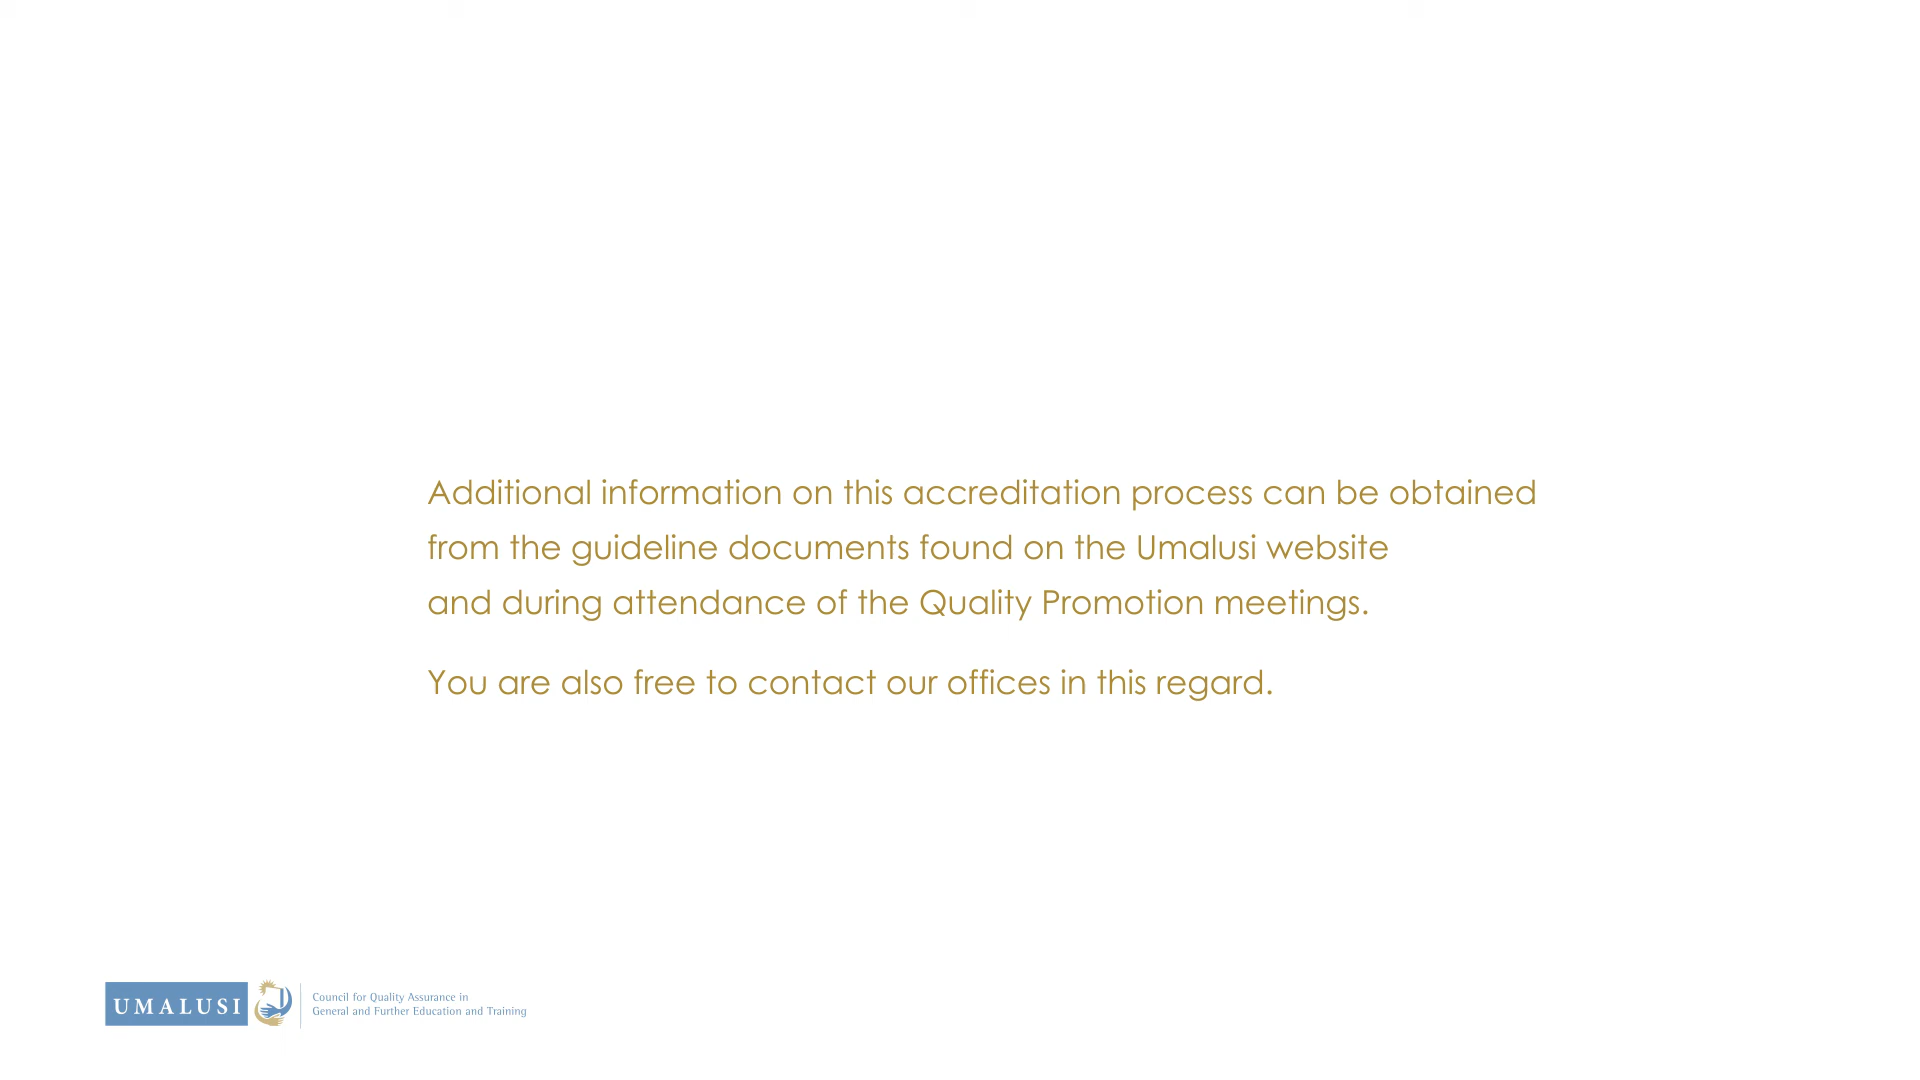 Additional information on this accreditation process can be obtained
from the guideline documents found on the Umalusi website
and during attendance of the Quality Promotion meetings.
You are also free to contact our offices in this regard.
UMALUSI
Council for Quality Assurance in
General and Further Education and Training